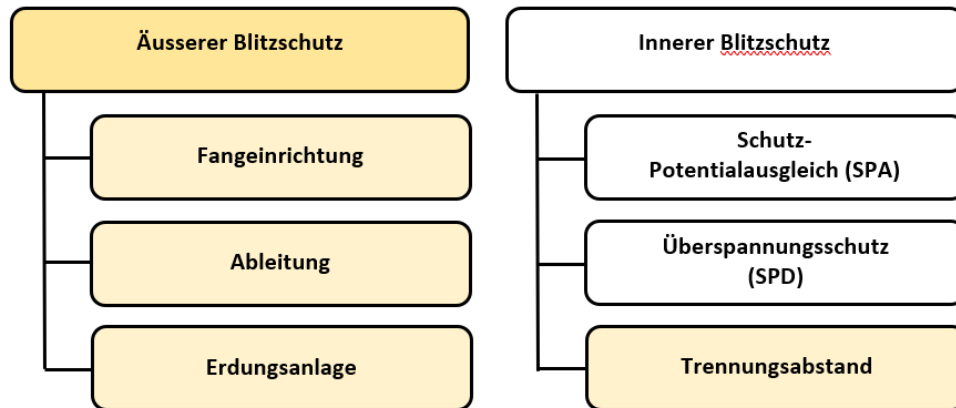 Äusserer Blitzschutz
Fangeinrichtung
Ableitung
Erdungsanlage
Innerer Blitzschutz
Schutz-
Potentialausgleich (SPA)
Überspannungsschutz
(SPD)
Trennungsabstand